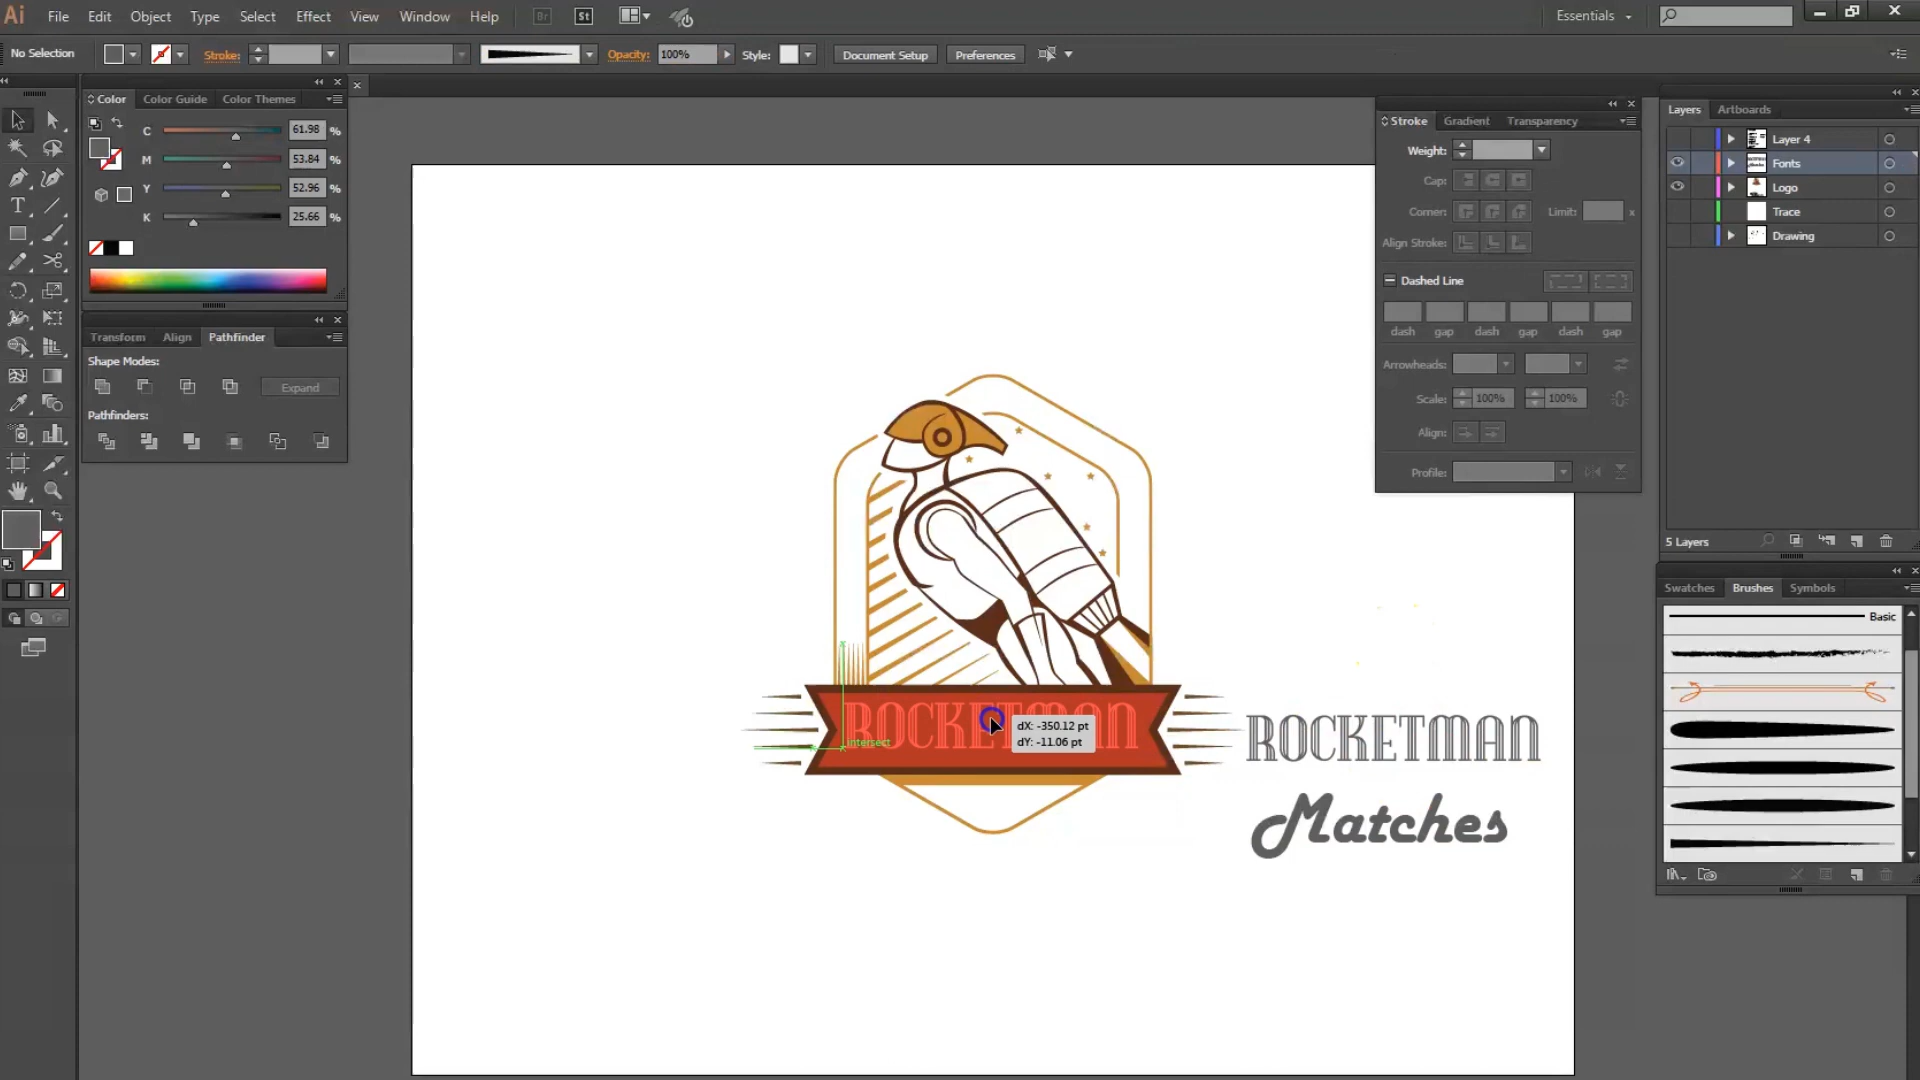 Ai File Edit Object Type Select Effect View Window Help Br St Essentials
No Selection Stroke: Opacity: 100% Style: Document Setup Preferences
Color Color Guide Color Themes
C 61.98 %
M 53.84 %
Y 52.96 %
K 25.66 %
Transform Align Pathfinder
Shape Modes:
Expand
Pathfinders:
Stroke Gradient Transparency
Weight:
Cap:
Corner: Limit: x
Align Stroke:
Dashed Line
dash gap dash gap dash gap
Arrowheads:
Scale: 100% 100%
Align:
Profile:
Layers Artboards
Layer 4
Fonts
Logo
Trace
Drawing
5 Layers
Swatches Brushes Symbols
Basic
ROCKETMAN
intersect
dX: -350.12 pt
dY: -11.06 pt
ROCKETMAN
Matches